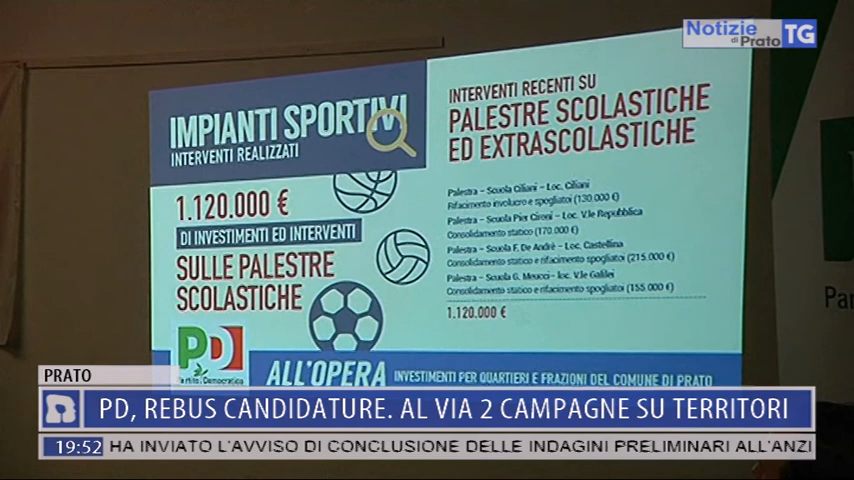 Notizie
di Prato TG
IMPIANTI SPORTIVI
INTERVENTI REALIZZATI
1.120.000 €
DI INVESTIMENTI ED INTERVENTI
SULLE PALESTRE
SCOLASTICHE
INTERVENTI RECENTI SU
PALESTRE SCOLASTICHE
ED EXTRASCOLASTICHE
Palestra – Scuola Ciliani – Loc. Ciliani
Rifacimento involucro e spogliatoi (130.000 €)
Palestra – Scuola Pier Cironi – Loc. V.le Repubblica
Consolidamento statico (170.000 €)
Palestra – Scuola F. De Andrè – Loc. Castellina
Consolidamento statico e rifacimento spogliatoi (215.000 €)
Palestra – Scuola G. Meucci – loc. V.le Galilei
Consolidamento statico e rifacimento spogliatoi (155.000 €)
1.120.000 €
Par
PD
Partito Democratico
ALL'OPERA INVESTIMENTI PER QUARTIERI E FRAZIONI DEL COMUNE DI PRATO
PRATO
PD, REBUS CANDIDATURE. AL VIA 2 CAMPAGNE SU TERRITORI
19:52 HA INVIATO L'AVVISO DI CONCLUSIONE DELLE INDAGINI PRELIMINARI ALL'ANZI